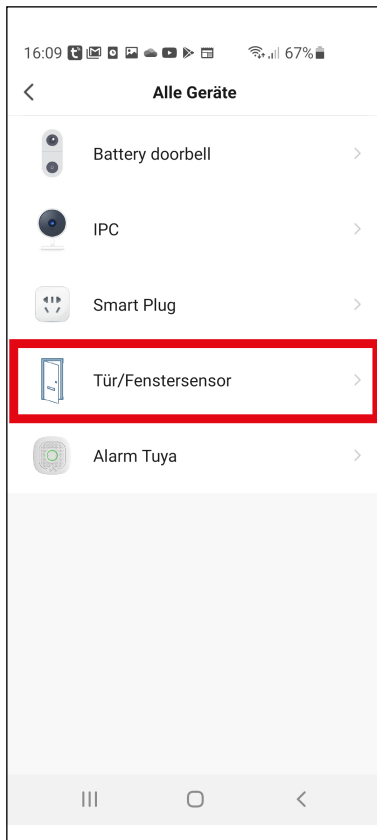 16:09 67%
Alle Geräte
Battery doorbell
IPC
Smart Plug
Tür/Fenstersensor
Alarm Tuya